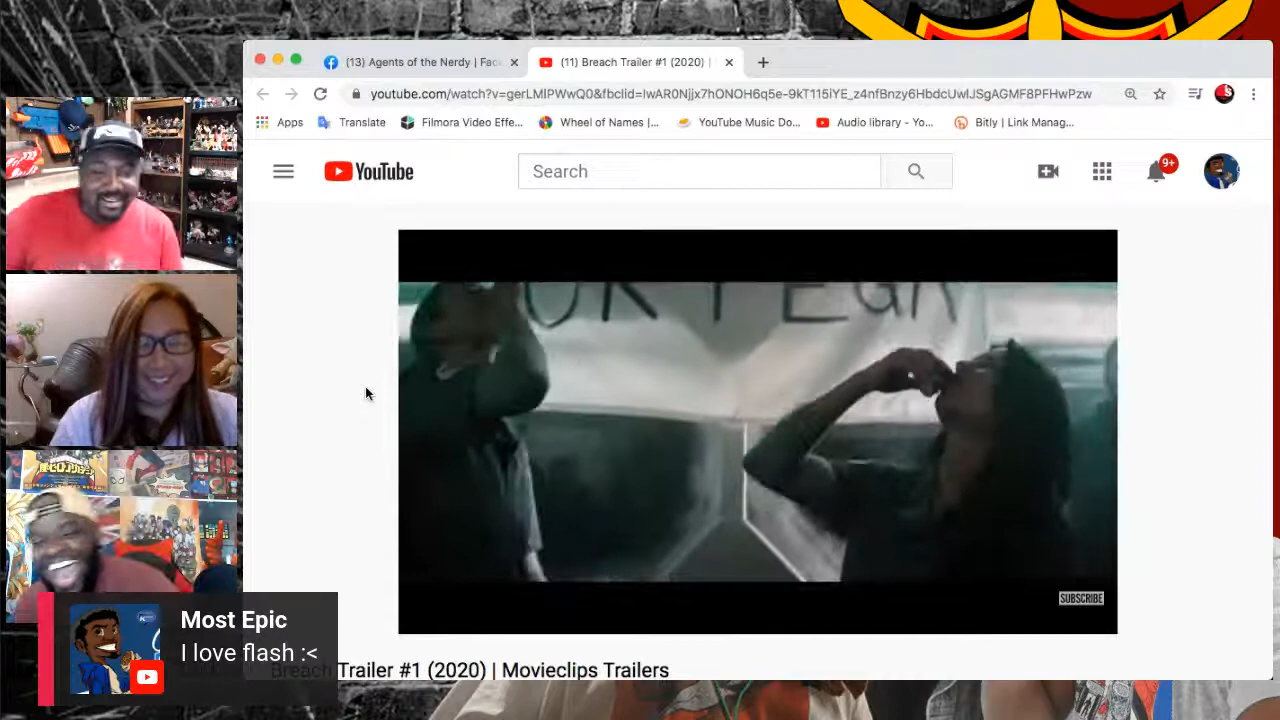 (13) Agents of the Nerdy | Fac
(11) Breach Trailer #1 (2020) |
youtube.com/watch?v=gerLMIPWwQ0&fbclid=IwAR0Njjx7hONOH6q5e-9kT115iYE_z4nfBnzy6HbdcUwlJSgAGMF8PFHwPzw
Apps
Translate
Filmora Video Effe...
Wheel of Names |...
YouTube Music Do...
Audio library - Yo...
Bitly | Link Manag...
YouTube
Search
9+
SUBSCRIBE
Most Epic
I love flash :<
Breach Trailer #1 (2020) | Movieclips Trailers